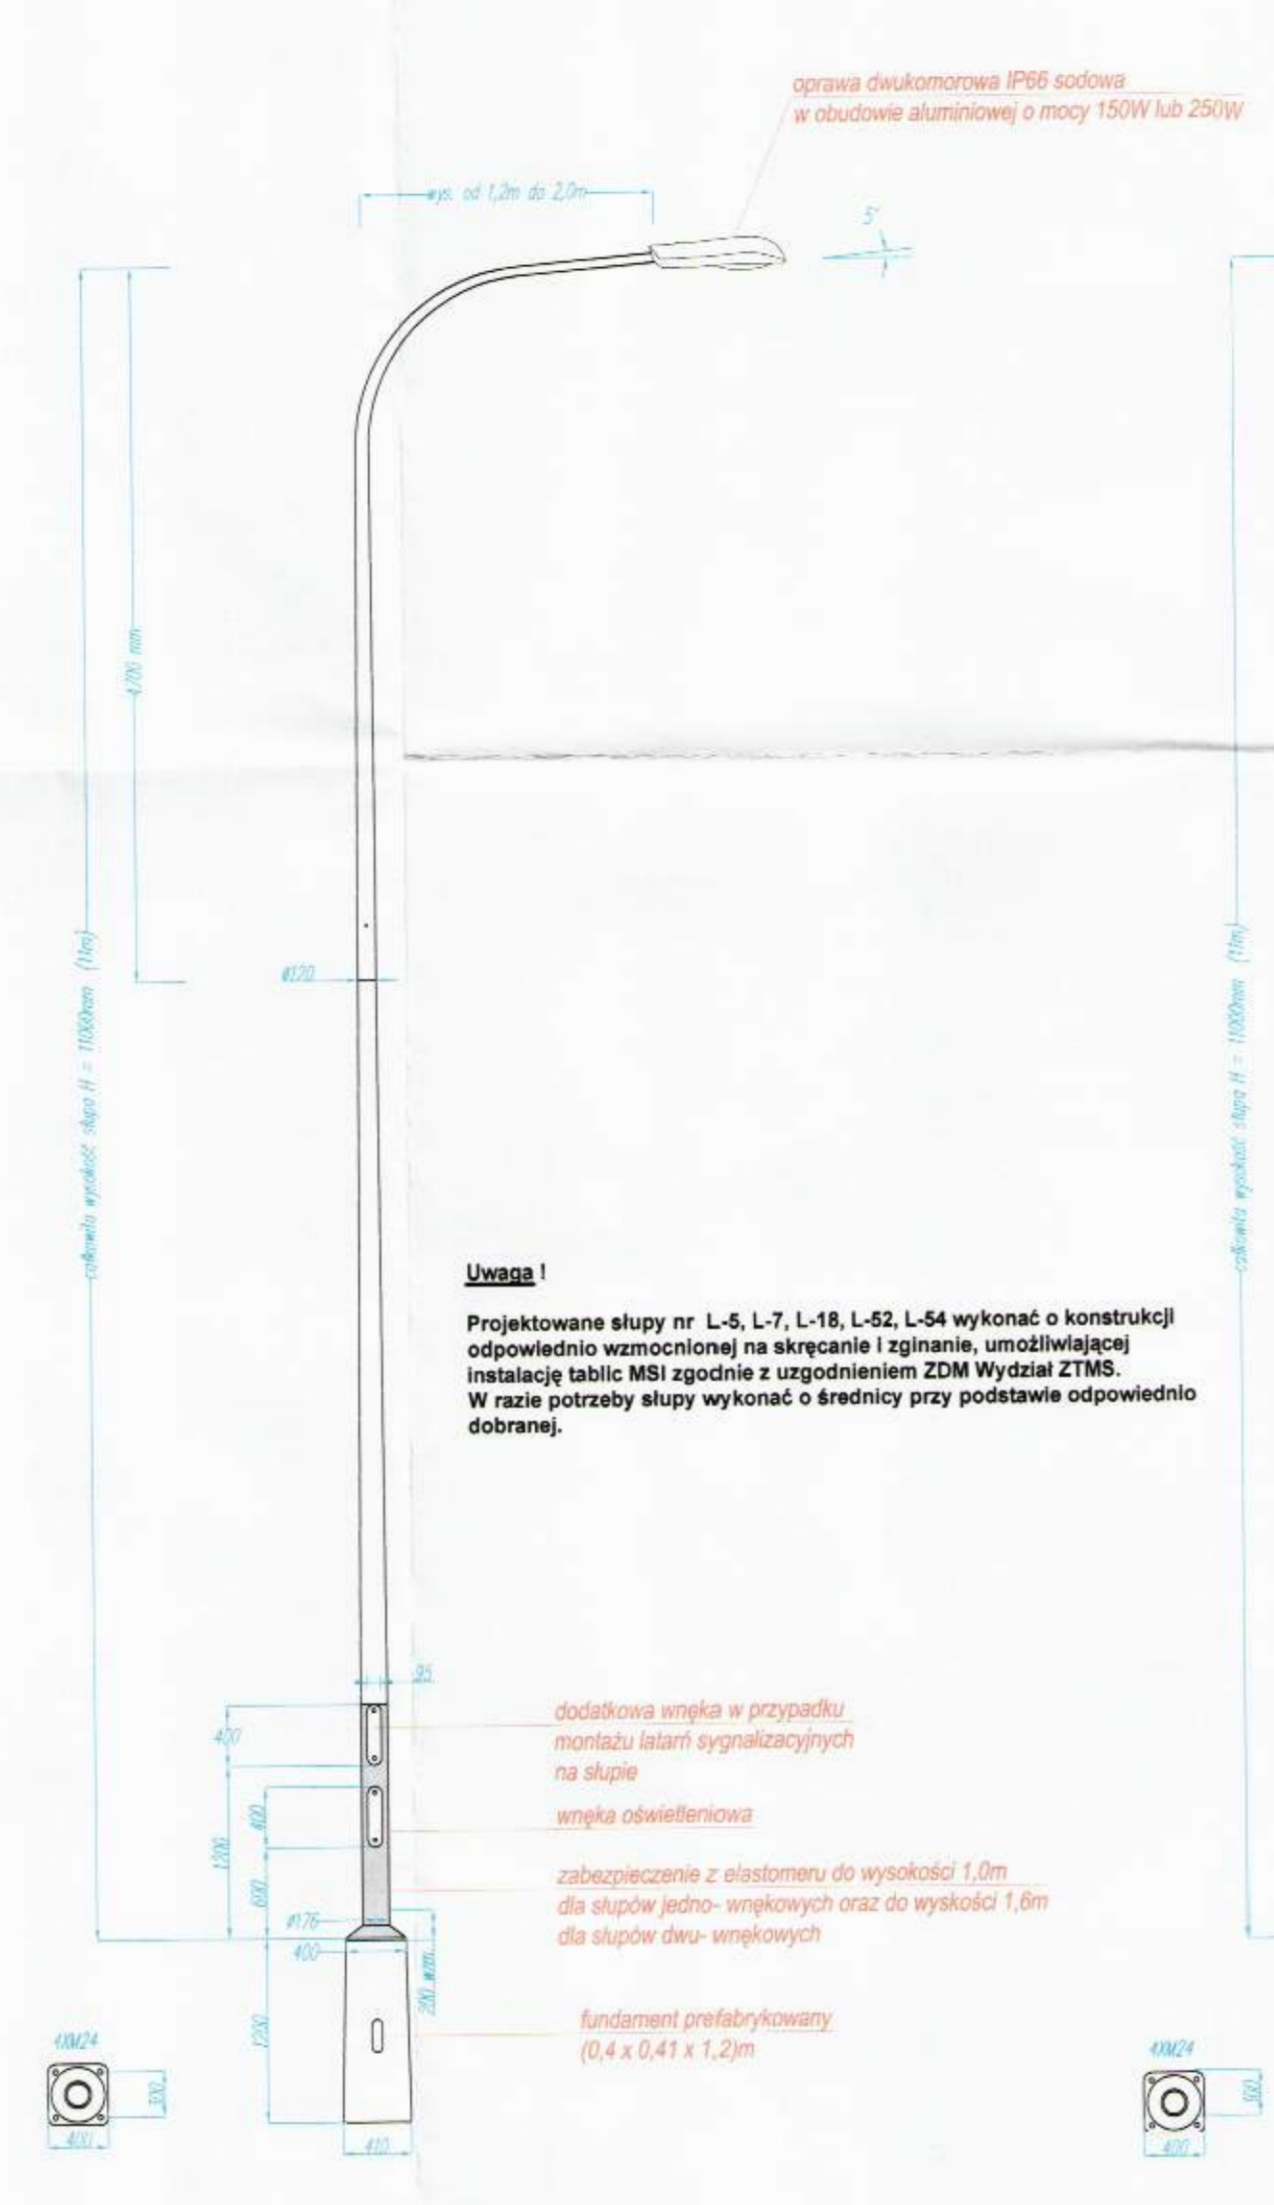 oprawa dwukomorowa IP66 sodowa
w obudowie aluminiowej o mocy 150W lub 250W
wys. od 1,2m do 2,0m
5°
4700 mm
całkowita wysokość słupa H = 11000mm (11m)
całkowita wysokość słupa H = 11000mm (11m)
ø120
Uwaga !
Projektowane słupy nr L-5, L-7, L-18, L-52, L-54 wykonać o konstrukcji
odpowiednio wzmocnionej na skręcanie i zginanie, umożliwiającej
instalację tablic MSI zgodnie z uzgodnieniem ZDM Wydział ZTMS.
W razie potrzeby słupy wykonać o średnicy przy podstawie odpowiednio
dobranej.
95
dodatkowa wnęka w przypadku
montażu latarń sygnalizacyjnych
na słupie
400
wnęka oświetleniowa
400
1200
600
zabezpieczenie z elastomeru do wysokości 1,0m
dla słupów jedno- wnękowych oraz do wyskości 1,6m
dla słupów dwu- wnękowych
ø176
400
200 wzm.
1200
fundament prefabrykowany
(0,4 x 0,41 x 1,2)m
4XM24
300
400
410
4XM24
300
400